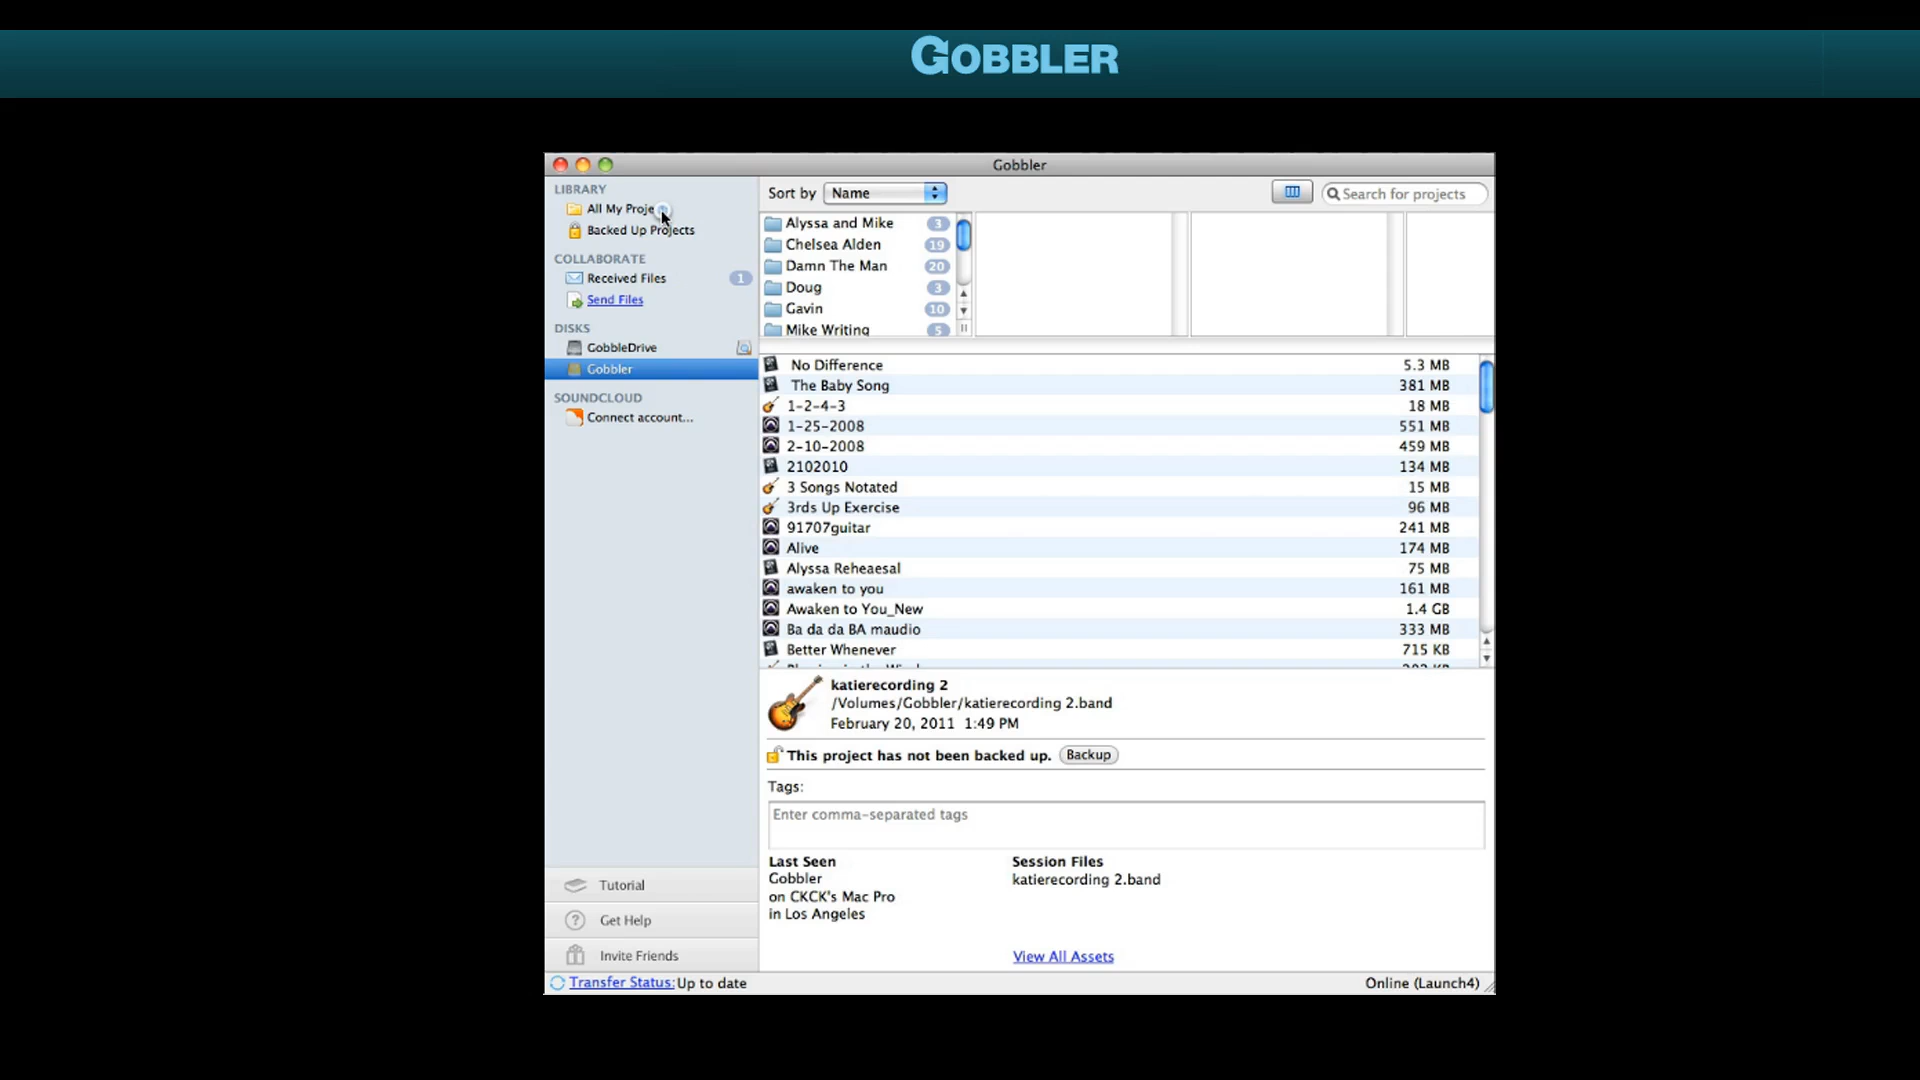 GOBBLER
Gobbler
LIBRARY
All My Proje
Backed Up Projects
COLLABORATE
Received Files 1
Send Files
DISKS
GobbleDrive
Gobbler
SOUNDCLOUD
Connect account...
Tutorial
Get Help
Invite Friends
Sort by Name
Search for projects
Alyssa and Mike 3
Chelsea Alden 19
Damn The Man 20
Doug 3
Gavin 10
Mike Writing 5
No Difference 5.3 MB
The Baby Song 381 MB
1-2-4-3 18 MB
1-25-2008 551 MB
2-10-2008 459 MB
2102010 134 MB
3 Songs Notated 15 MB
3rds Up Exercise 96 MB
91707guitar 241 MB
Alive 174 MB
Alyssa Reheaesal 75 MB
awaken to you 161 MB
Awaken to You_New 1.4 GB
Ba da da BA maudio 333 MB
Better Whenever 715 KB
katierecording 2
/Volumes/Gobbler/katierecording 2.band
February 20, 2011 1:49 PM
This project has not been backed up. Backup
Tags:
Enter comma-separated tags
Last Seen
Gobbler
on CKCK's Mac Pro
in Los Angeles
Session Files
katierecording 2.band
View All Assets
Transfer Status: Up to date
Online (Launch4)